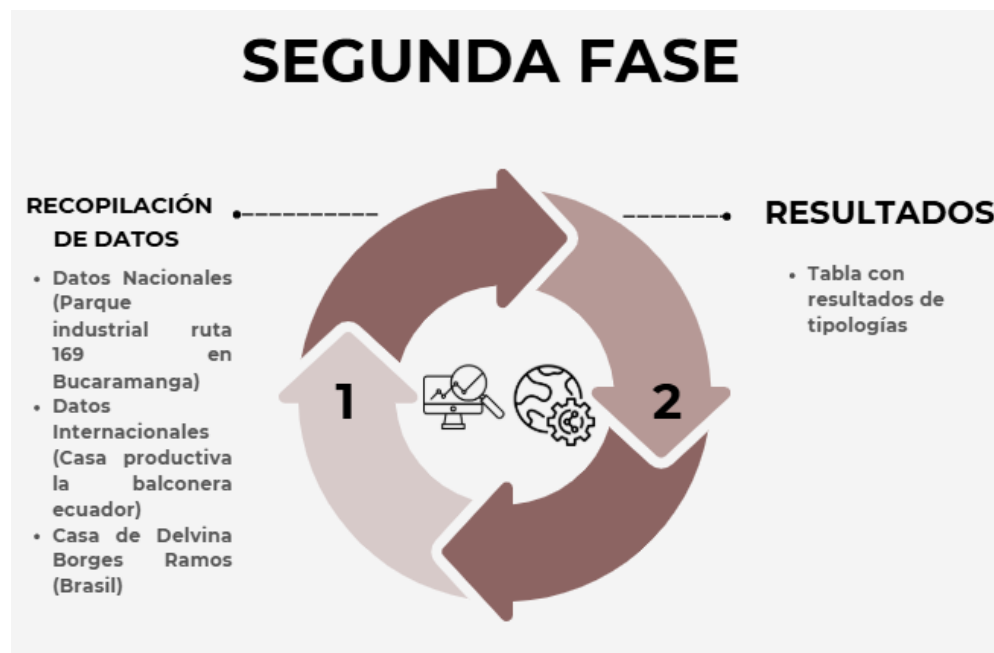 SEGUNDA FASE
RECOPILACIÓN
DE DATOS
• Datos Nacionales
(Parque
industrial ruta
169 en
Bucaramanga)
• Datos
Internacionales
(Casa productiva
la balconera
ecuador)
• Casa de Delvina
Borges Ramos
(Brasil)
1
2
RESULTADOS
• Tabla con
resultados de
tipologías